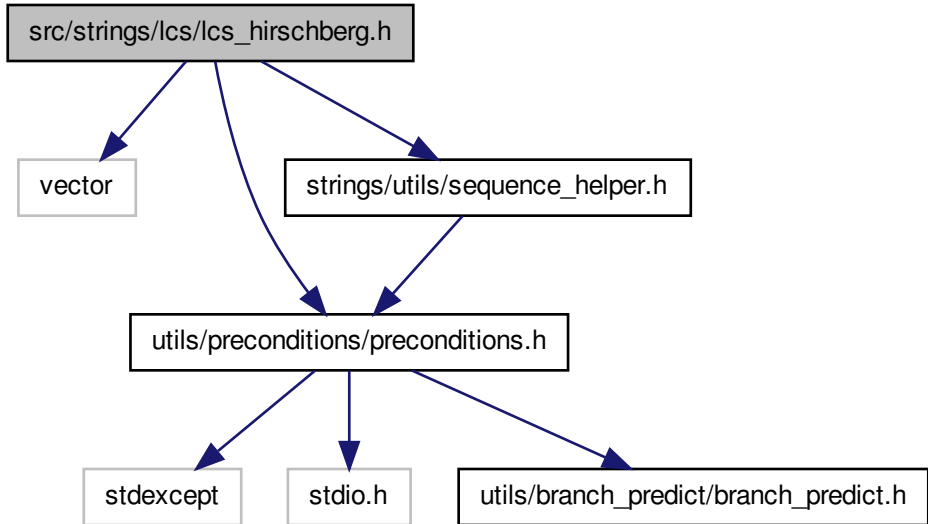 src/strings/lcs/lcs_hirschberg.h
vector
strings/utils/sequence_helper.h
utils/preconditions/preconditions.h
stdexcept
stdio.h
utils/branch_predict/branch_predict.h